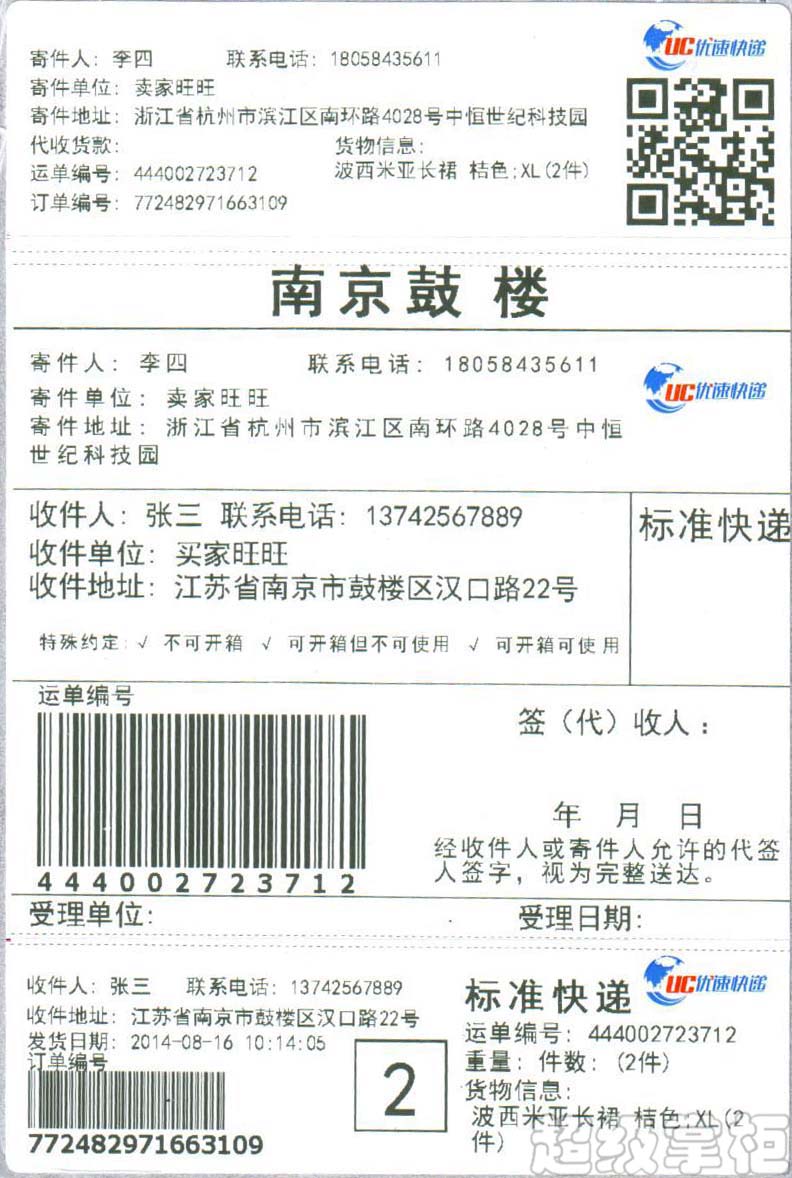 UC优速快递
寄件人: 李四 联系电话: 18058435611
寄件单位: 卖家旺旺
寄件地址: 浙江省杭州市滨江区南环路4028号中恒世纪科技园
代收货款: 货物信息:
运单编号: 444002723712 波西米亚长裙 桔色;XL(2件)
订单编号: 772482971663109
南京鼓 楼
寄件人: 李四 联系电话: 18058435611
UC优速快递
寄件单位: 卖家旺旺
寄件地址: 浙江省杭州市滨江区南环路4028号中恒
世纪科技园
收件人: 张三 联系电话: 13742567889
标准快递
收件单位: 买家旺旺
收件地址: 江苏省南京市鼓楼区汉口路22号
特殊约定:√ 不可开箱 √ 可开箱但不可使用 √ 可开箱可使用
运单编号
444002723712
签（代）收人:
年 月 日
经收件人或寄件人允许的代签
人签字，视为完整送达。
受理单位: 受理日期:
收件人: 张三 联系电话: 13742567889
收件地址: 江苏省南京市鼓楼区汉口路22号
发货日期: 2014-08-16 10:14:05
订单编号
772482971663109
2
标准快递
UC优速快递
运单编号: 444002723712
重量: 件数: (2件)
货物信息:
波西米亚长裙 桔色;XL(2
件)
超级掌柜